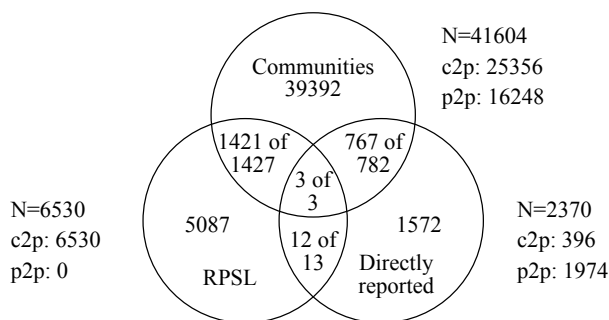 N=41604
c2p: 25356
p2p: 16248
Communities
39392
1421 of
1427
767 of
782
3 of
3
N=6530
c2p: 6530
p2p: 0
5087
RPSL
12 of
13
1572
Directly
reported
N=2370
c2p: 396
p2p: 1974